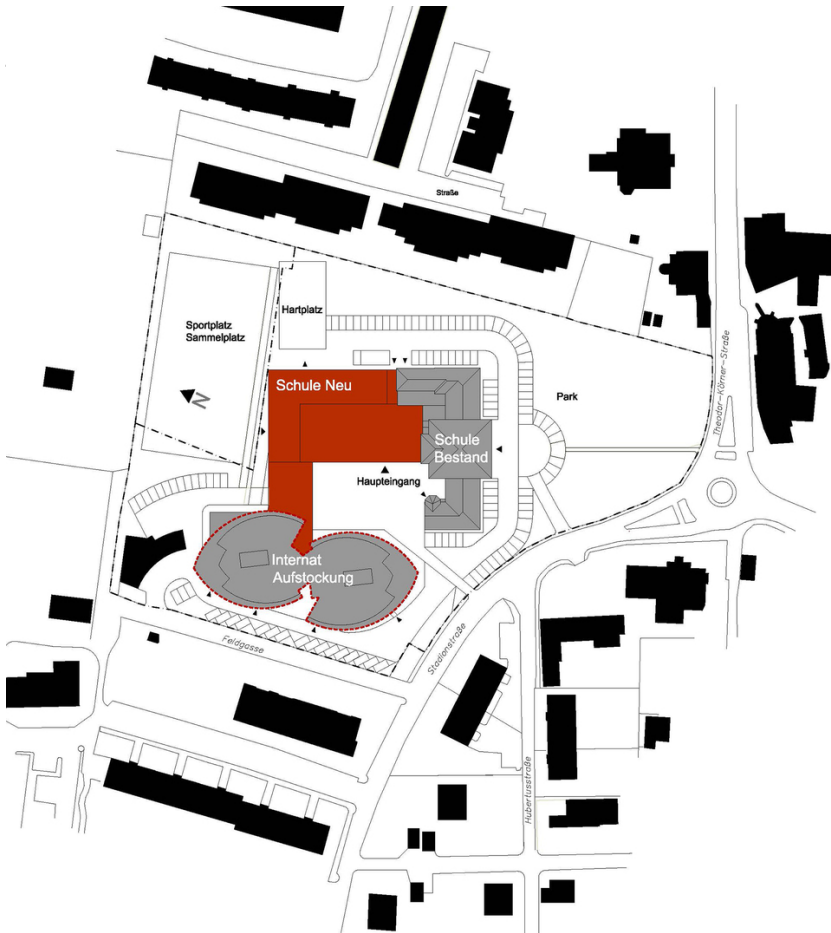 Straße
Hartplatz
Sportplatz
Sammelplatz
N
Schule Neu
Park
Theodor-Körner-Straße
Schule
Bestand
Haupteingang
Internat
Aufstockung
Feldgasse
Stadionstraße
Hubertusstraße